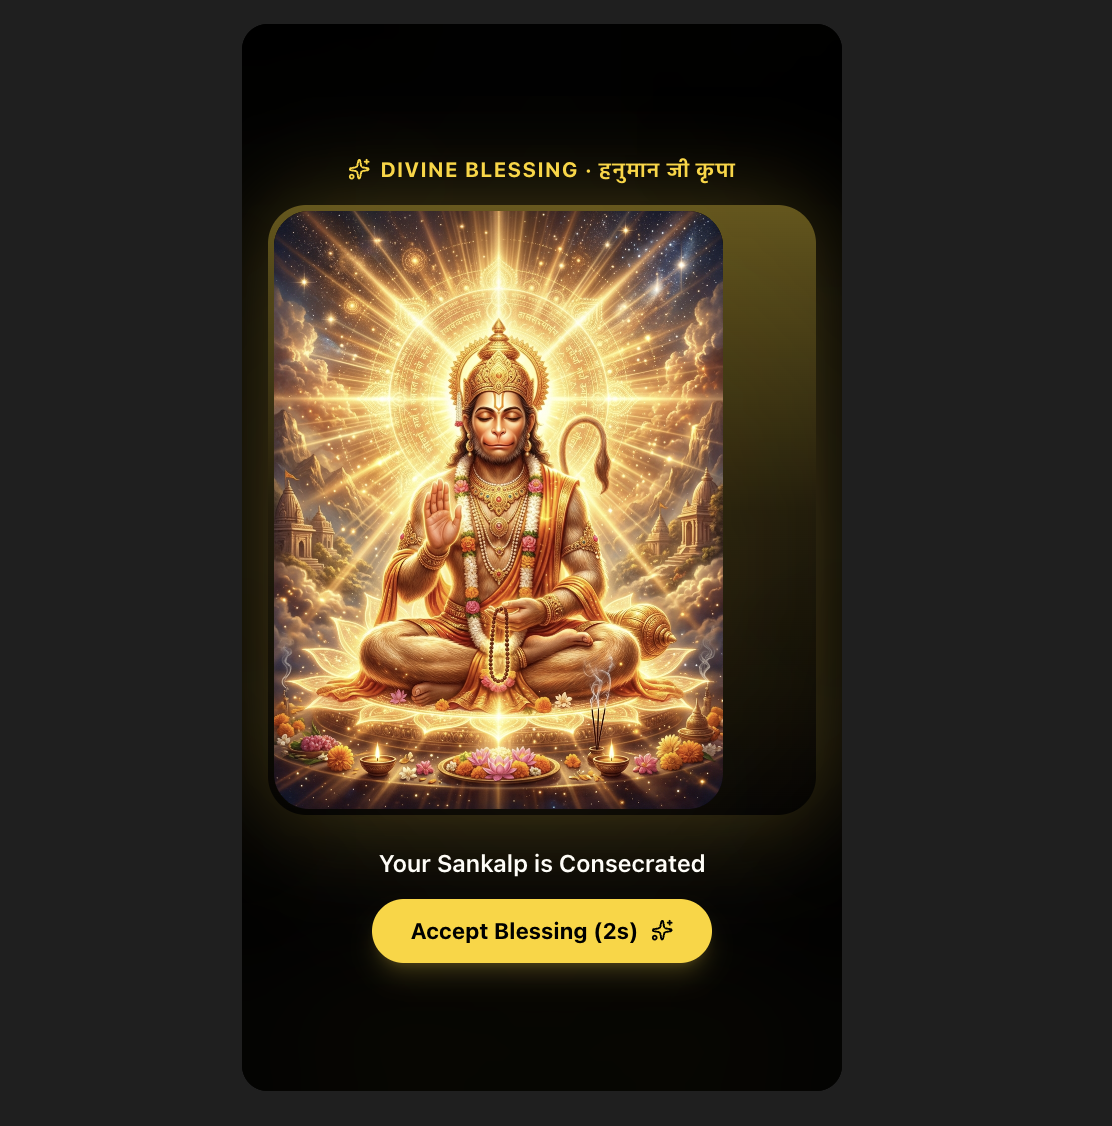 DIVINE BLESSING · हनुमान जी कृपा
Your Sankalp is Consecrated
Accept Blessing (2s)